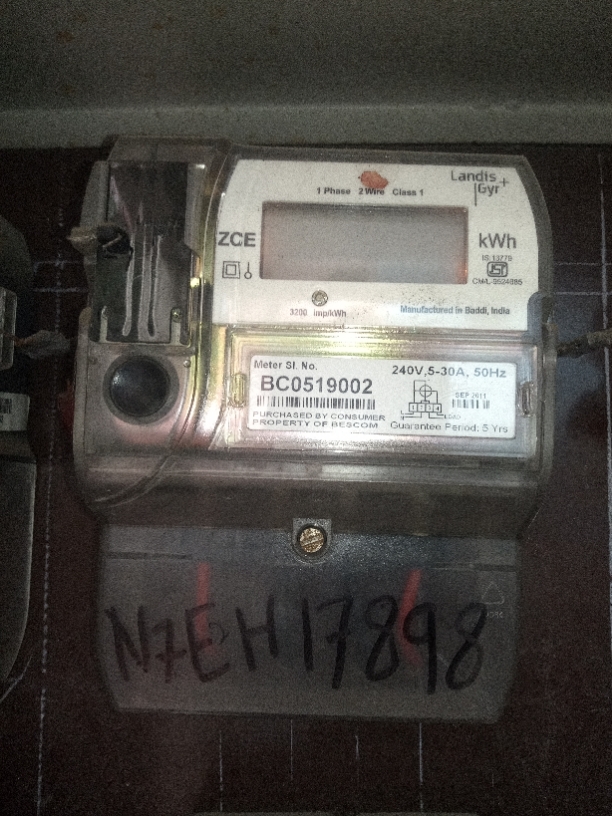 Landis
Gyr+
1 Phase 2 Wire Class 1
ZCE
kWh
IS:13779
3200 imp/kWh
Manufactured in Baddi, India
Meter Sl. No.
240V,5-30A, 50Hz
BC0519002
SEP 2011
PURCHASED BY CONSUMER
PROPERTY OF BESCOM
Guarantee Period: 5 Yrs
N7EH17898